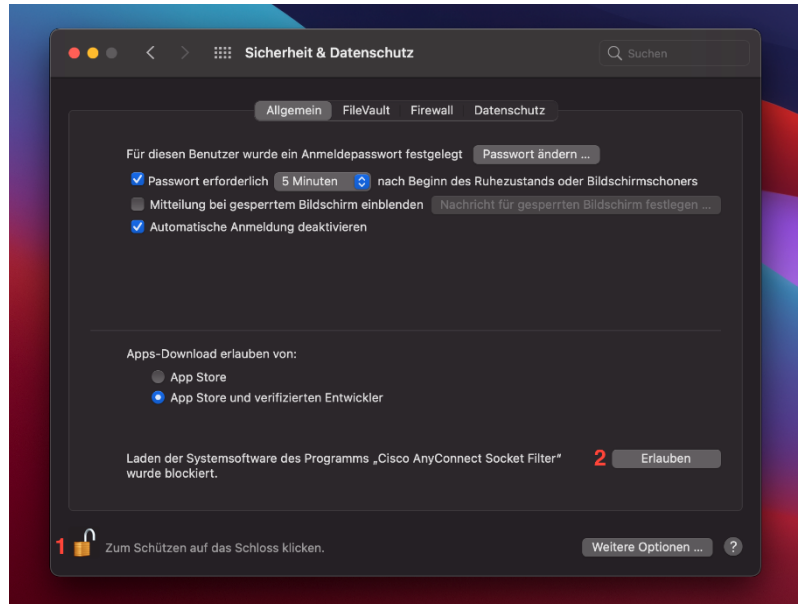 Sicherheit & Datenschutz
Suchen
Allgemein FileVault Firewall Datenschutz
Für diesen Benutzer wurde ein Anmeldepasswort festgelegt Passwort ändern ...
Passwort erforderlich 5 Minuten nach Beginn des Ruhezustands oder Bildschirmschoners
Mitteilung bei gesperrtem Bildschirm einblenden Nachricht für gesperrten Bildschirm festlegen ...
Automatische Anmeldung deaktivieren
Apps-Download erlauben von:
App Store
App Store und verifizierten Entwickler
Laden der Systemsoftware des Programms „Cisco AnyConnect Socket Filter“
wurde blockiert.
2 Erlauben
1 Zum Schützen auf das Schloss klicken.
Weitere Optionen ... ?